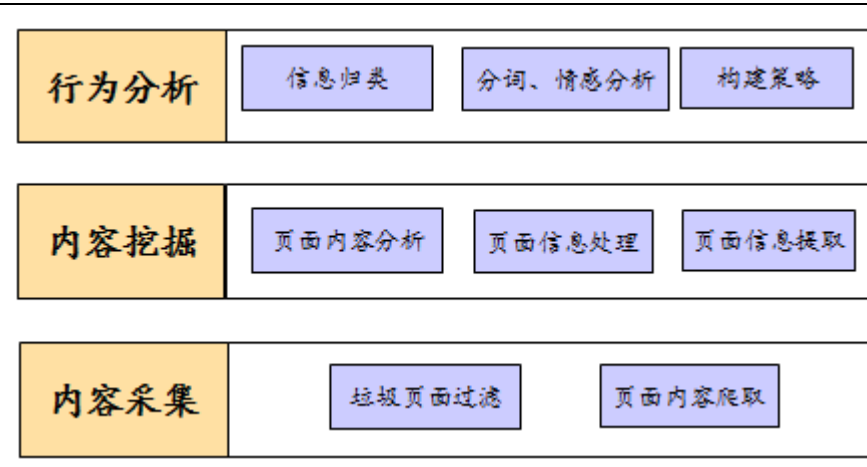 行为分析 信息归类 分词、情感分析 构建策略
内容挖掘 页面内容分析 页面信息处理 页面信息提取
内容采集 垃圾页面过滤 页面内容爬取